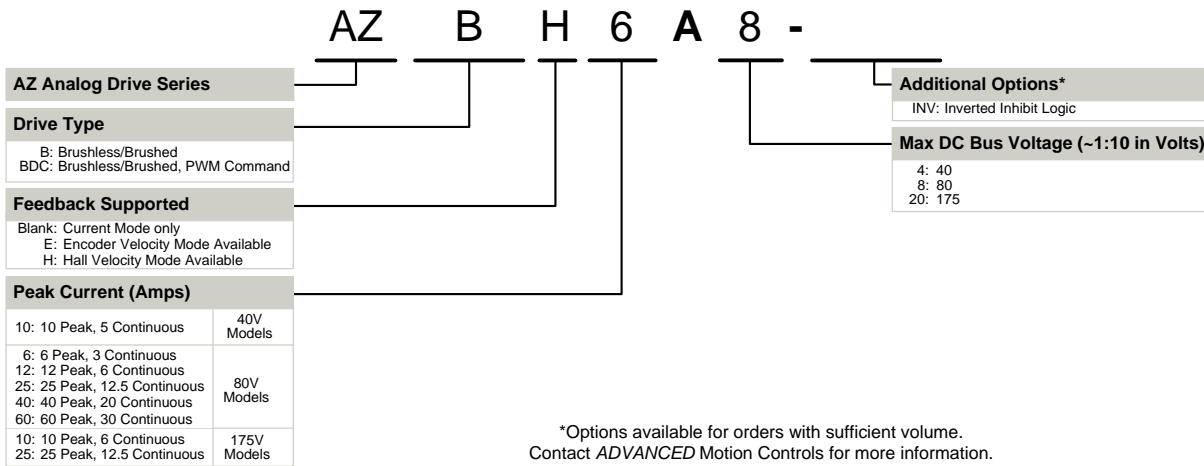 AZ B H 6 A 8 -
AZ Analog Drive Series
Drive Type
B: Brushless/Brushed
BDC: Brushless/Brushed, PWM Command
Feedback Supported
Blank: Current Mode only
E: Encoder Velocity Mode Available
H: Hall Velocity Mode Available
Peak Current (Amps)
10: 10 Peak, 5 Continuous
40V
Models
6: 6 Peak, 3 Continuous
12: 12 Peak, 6 Continuous
25: 25 Peak, 12.5 Continuous
40: 40 Peak, 20 Continuous
60: 60 Peak, 30 Continuous
80V
Models
10: 10 Peak, 6 Continuous
25: 25 Peak, 12.5 Continuous
175V
Models
Additional Options*
INV: Inverted Inhibit Logic
Max DC Bus Voltage (~1:10 in Volts)
4: 40
8: 80
20: 175
*Options available for orders with sufficient volume.
Contact ADVANCED Motion Controls for more information.